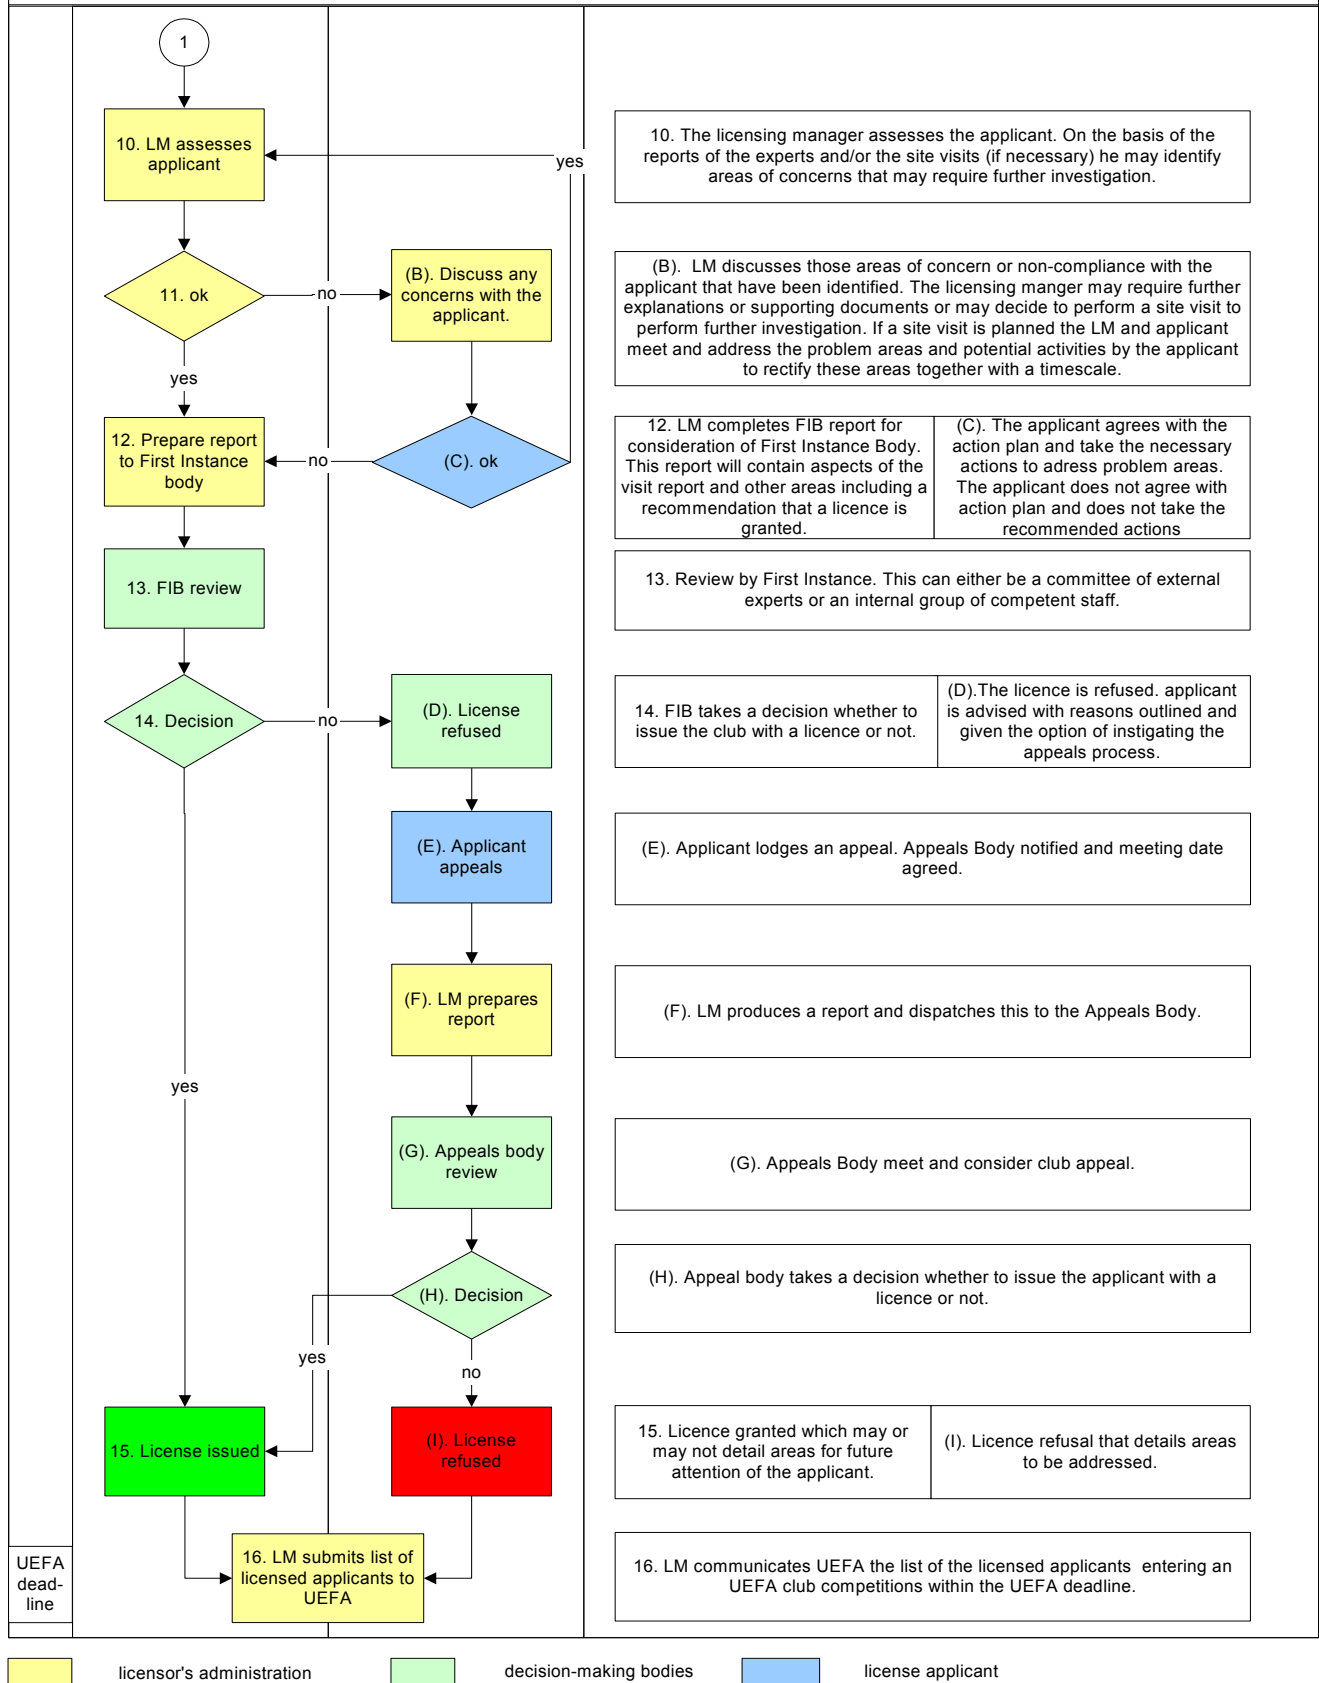 1
10. LM assesses
applicant
yes
10. The licensing manager assesses the applicant. On the basis of the
reports of the experts and/or the site visits (if necessary) he may identify
areas of concerns that may require further investigation.
11. ok
no
(B). Discuss any
concerns with the
applicant.
(B).  LM discusses those areas of concern or non-compliance with the
applicant that have been identified. The licensing manger may require further
explanations or supporting documents or may decide to perform a site visit to
perform further investigation. If a site visit is planned the LM and applicant
meet and address the problem areas and potential activities by the applicant
to rectify these areas together with a timescale.
yes
12. Prepare report
to First Instance
body
no
(C). ok
12. LM completes FIB report for
consideration of First Instance Body.
This report will contain aspects of the
visit report and other areas including a
recommendation that a licence is
granted.
(C). The applicant agrees with the
action plan and take the necessary
actions to adress problem areas.
The applicant does not agree with
action plan and does not take the
recommended actions
13. FIB review
13. Review by First Instance. This can either be a committee of external
experts or an internal group of competent staff.
14. Decision
no
(D). License
refused
14. FIB takes a decision whether to
issue the club with a licence or not.
(D).The licence is refused. applicant
is advised with reasons outlined and
given the option of instigating the
appeals process.
(E). Applicant
appeals
(E). Applicant lodges an appeal. Appeals Body notified and meeting date
agreed.
(F). LM prepares
report
(F). LM produces a report and dispatches this to the Appeals Body.
yes
(G). Appeals body
review
(G). Appeals Body meet and consider club appeal.
(H). Decision
(H). Appeal body takes a decision whether to issue the applicant with a
licence or not.
yes
no
15. License issued
(I). License
refused
15. Licence granted which may or
may not detail areas for future
attention of the applicant.
(I). Licence refusal that details areas
to be addressed.
UEFA
dead-
line
16. LM submits list of
licensed applicants to
UEFA
16. LM communicates UEFA the list of the licensed applicants  entering an
UEFA club competitions within the UEFA deadline.
licensor's administration
decision-making bodies
license applicant